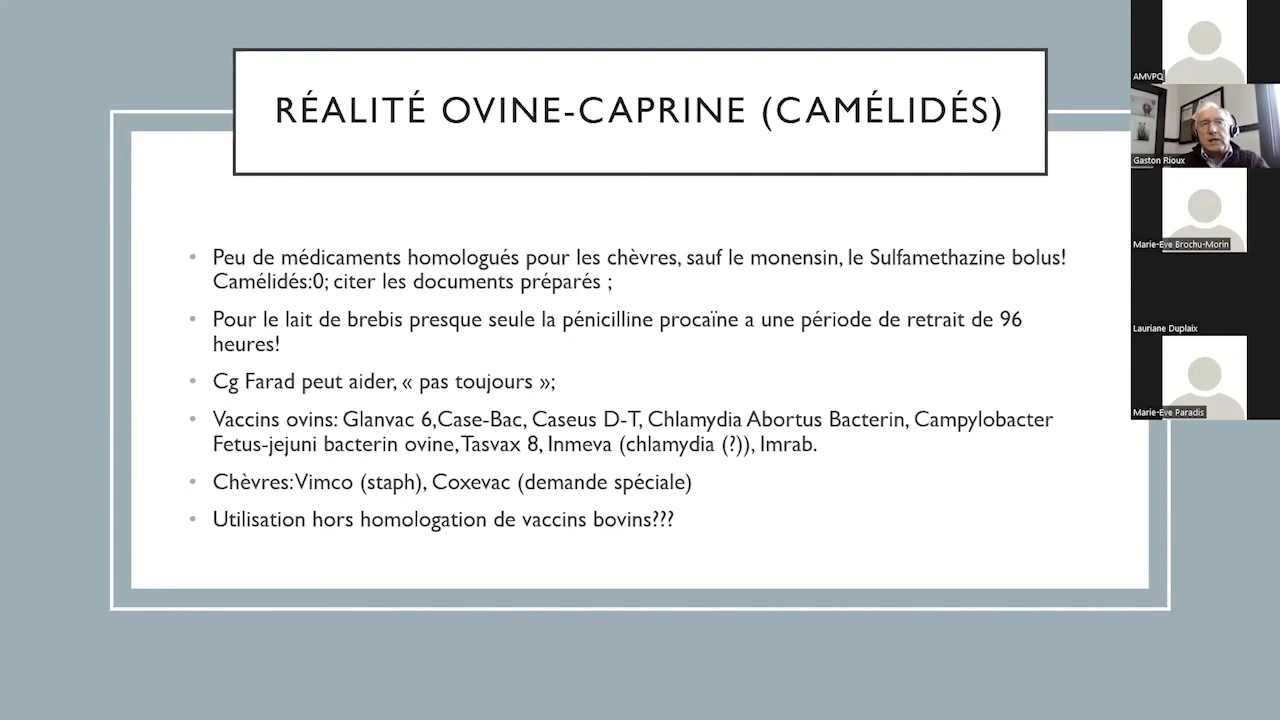 RÉALITÉ OVINE-CAPRINE (CAMÉLIDÉS)
• Peu de médicaments homologués pour les chèvres, sauf le monensin, le Sulfamethazine bolus!
Camélidés:0; citer les documents préparés ;
• Pour le lait de brebis presque seule la pénicilline procaïne a une période de retrait de 96
heures!
• Cg Farad peut aider, « pas toujours »;
• Vaccins ovins: Glanvac 6,Case-Bac, Caseus D-T, Chlamydia Abortus Bacterin, Campylobacter
Fetus-jejuni bacterin ovine, Tasvax 8, Inmeva (chlamydia (?)), Imrab.
• Chèvres: Vimco (staph), Coxevac (demande spéciale)
• Utilisation hors homologation de vaccins bovins???
AMVPQ
Gaston Rioux
Marie-Eve Brochu-Morin
Lauriane Duplaix
Marie-Eve Paradis